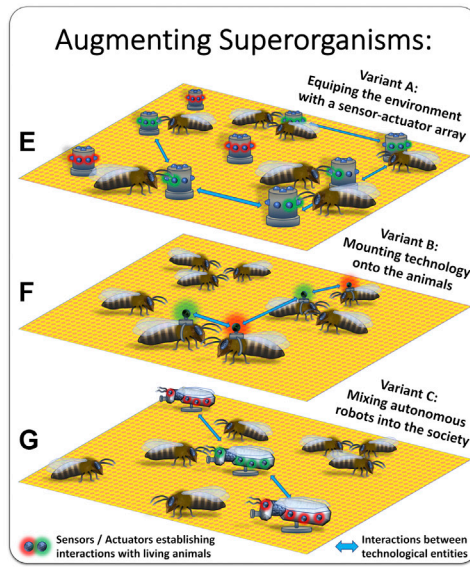 Augmenting Superorganisms:
Variant A:
Equiping the environment
with a sensor-actuator array
E
Variant B:
Mounting technology
onto the animals
F
Variant C:
Mixing autonomous
robots into the society
G
Sensors / Actuators establishing
interactions with living animals
Interactions between
technological entities